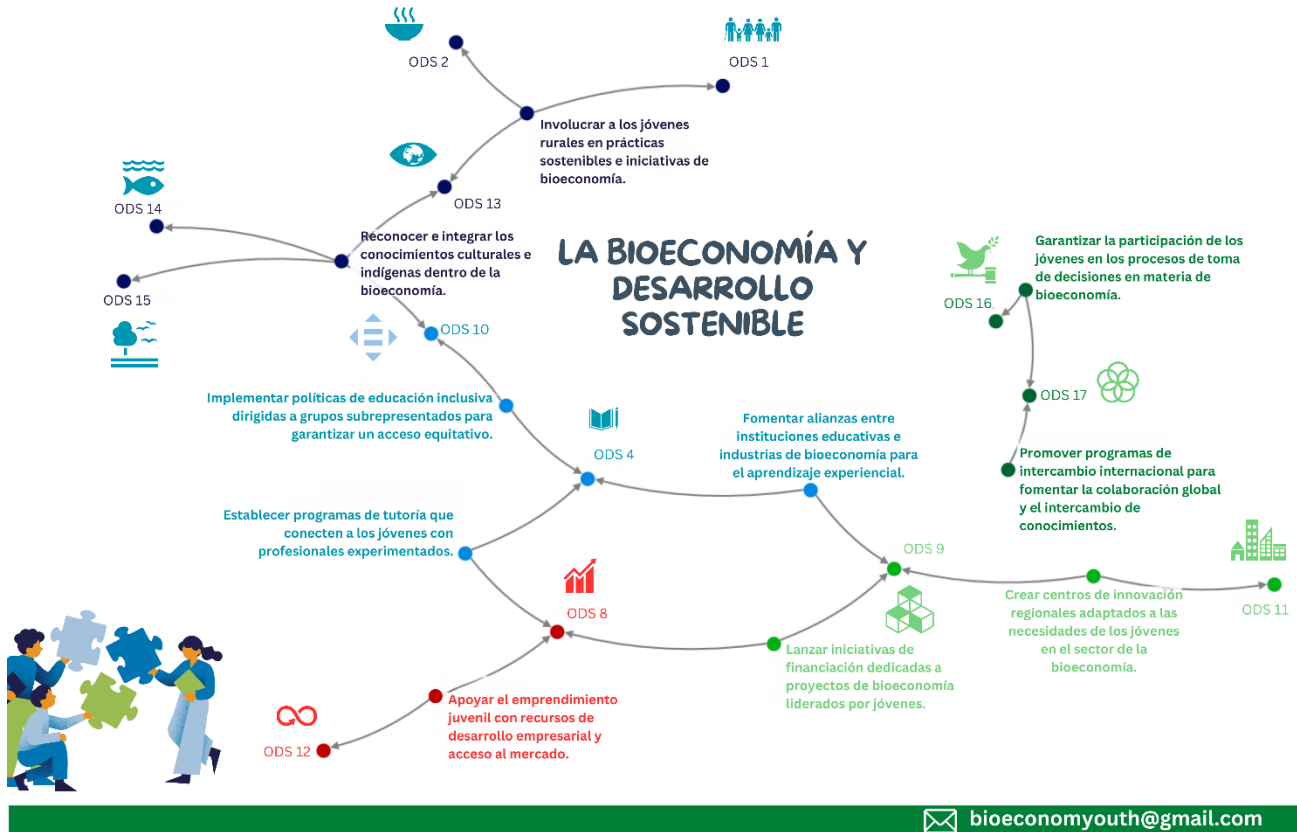 ODS 2
ODS 1
Involucrar a los jóvenes
rurales en prácticas
sostenibles e iniciativas de
bioeconomía.
ODS 13
ODS 14
ODS 15
Reconocer e integrar los
conocimientos culturales e
indígenas dentro de la
bioeconomía.
LA BIOECONOMÍA Y
DESARROLLO
SOSTENIBLE
Garantizar la participación de los
jóvenes en los procesos de toma
de decisiones en materia de
bioeconomía.
ODS 16
ODS 10
ODS 17
Implementar políticas de educación inclusiva
dirigidas a grupos subrepresentados para
garantizar un acceso equitativo.
ODS 4
Fomentar alianzas entre
instituciones educativas e
industrias de bioeconomía para
el aprendizaje experiencial.
Promover programas de
intercambio internacional para
fomentar la colaboración global
y el intercambio de
conocimientos.
Establecer programas de tutoría que
conecten a los jóvenes con
profesionales experimentados.
ODS 9
ODS 8
Crear centros de innovación
regionales adaptados a las
necesidades de los jóvenes
en el sector de la
bioeconomía.
ODS 11
Lanzar iniciativas de
financiación dedicadas a
proyectos de bioeconomía
liderados por jóvenes.
Apoyar el emprendimiento
juvenil con recursos de
desarrollo empresarial y
acceso al mercado.
ODS 12
bioeconomyouth@gmail.com